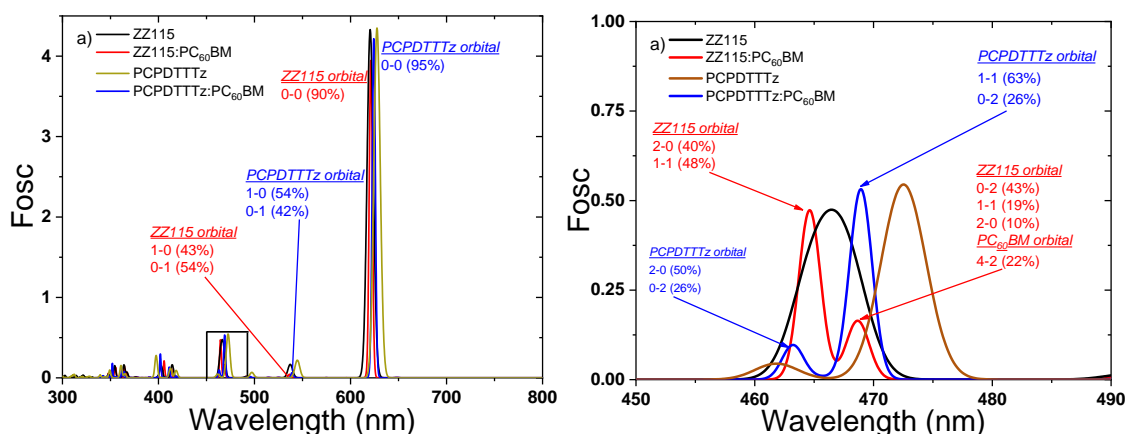 a)
ZZ115
ZZ115:PC60BM
PCPDTTTz
PCPDTTTz:PC60BM
PCPDTTTz orbital
0-0 (95%)
ZZ115 orbital
0-0 (90%)
PCPDTTTz orbital
1-0 (54%)
0-1 (42%)
ZZ115 orbital
1-0 (43%)
0-1 (54%)
Fosc
4
3
2
1
0
300 400 500 600 700 800
Wavelength (nm)
a)
ZZ115
ZZ115:PC60BM
PCPDTTTz
PCPDTTTz:PC60BM
PCPDTTTz orbital
1-1 (63%)
0-2 (26%)
ZZ115 orbital
2-0 (40%)
1-1 (48%)
ZZ115 orbital
0-2 (43%)
1-1 (19%)
2-0 (10%)
PC60BM orbital
4-2 (22%)
PCPDTTTz orbital
2-0 (50%)
0-2 (26%)
Fosc
1.00
0.75
0.50
0.25
0.00
450 460 470 480 490
Wavelength (nm)